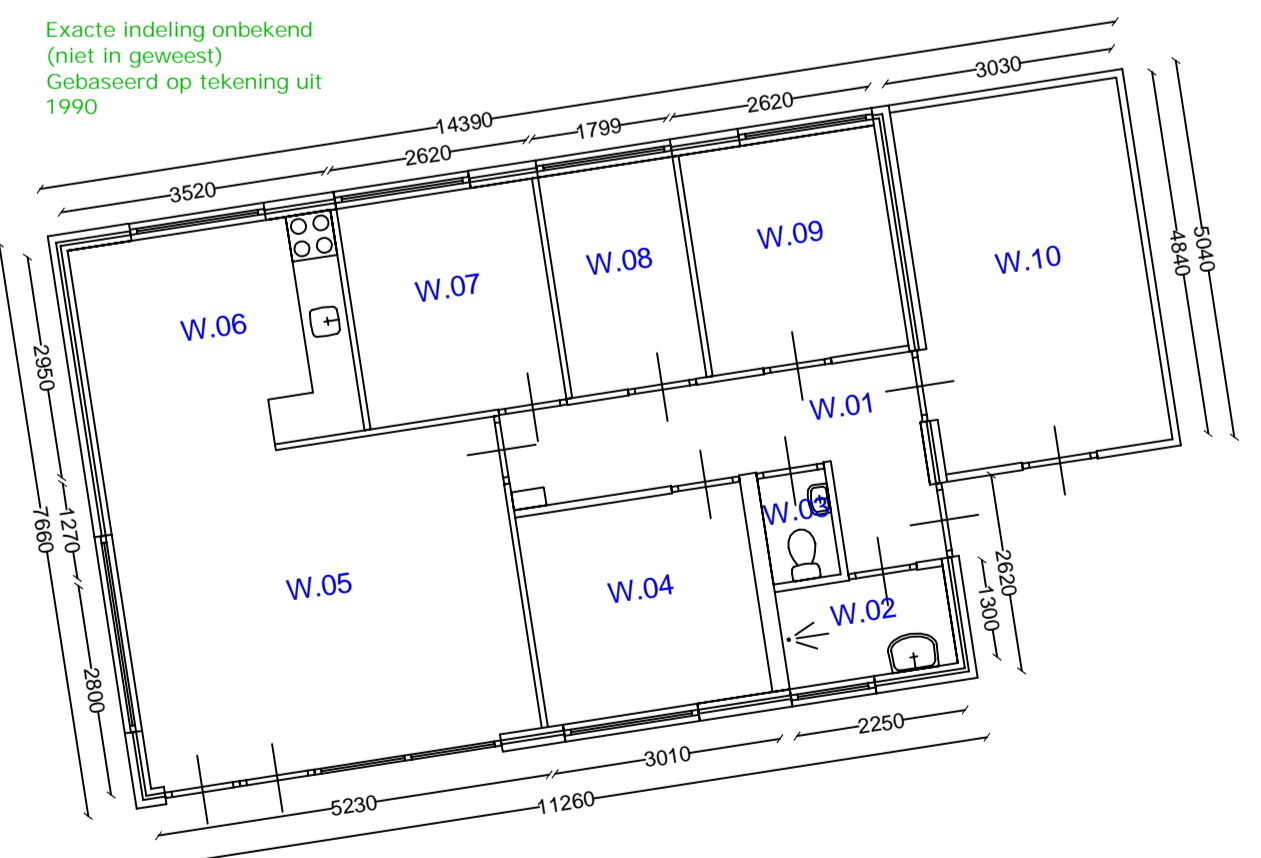 Exacte indeling onbekend
(niet in geweest)
Gebaseerd op tekening uit
1990
14390
3520
2620
1799
2620
3030
4840
5040
W.06
W.07
W.08
W.09
W.10
2950
W.01
7660
1270
W.03
W.05
W.04
W.02
2620
1300
2800
5230
3010
2250
11260